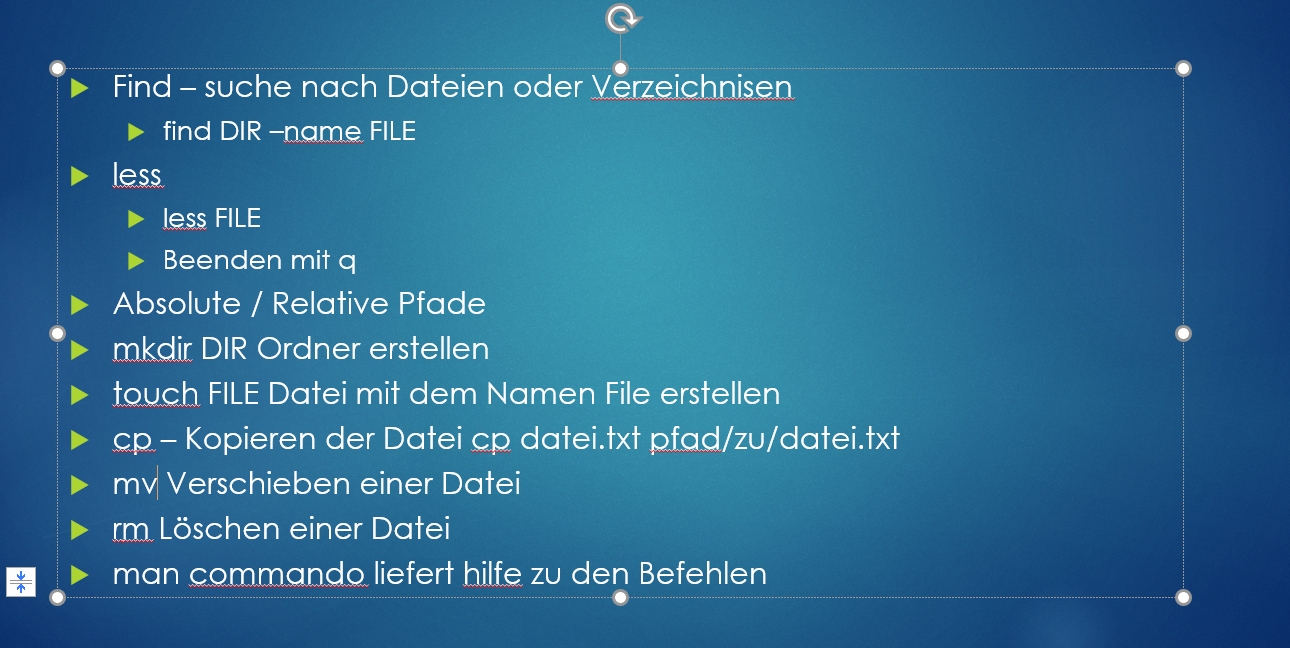 Find – suche nach Dateien oder Verzeichnisen
find DIR –name FILE
less
less FILE
Beenden mit q
Absolute / Relative Pfade
mkdir DIR Ordner erstellen
touch FILE Datei mit dem Namen File erstellen
cp – Kopieren der Datei cp datei.txt pfad/zu/datei.txt
mv Verschieben einer Datei
rm Löschen einer Datei
man commando liefert hilfe zu den Befehlen